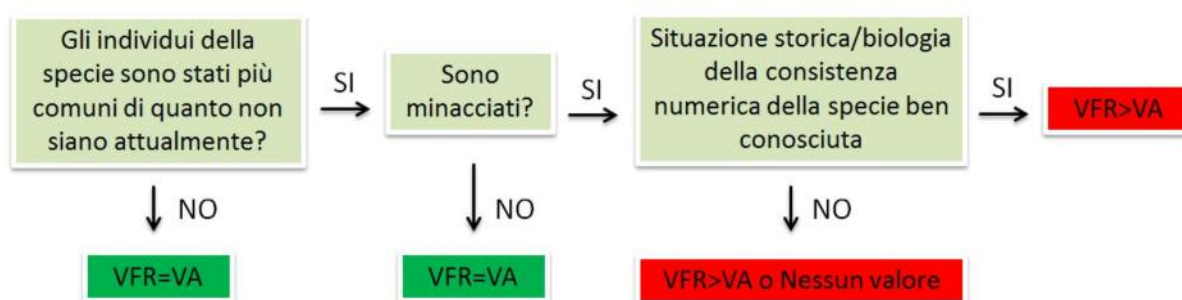 Gli individui della
specie sono stati più
comuni di quanto non
siano attualmente?
SI
Sono
minacciati?
SI
Situazione storica/biologia
della consistenza
numerica della specie ben
conosciuta
SI
VFR>VA
NO
NO
NO
VFR=VA
VFR=VA
VFR>VA o Nessun valore